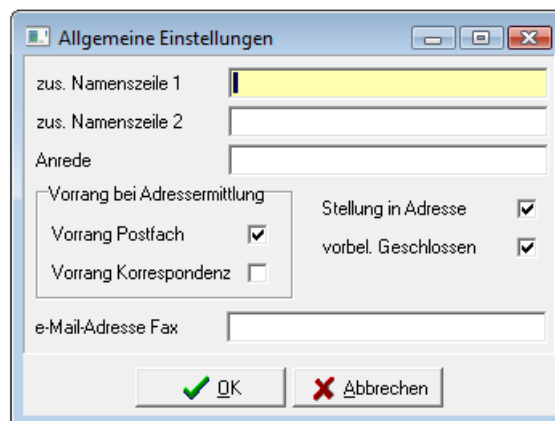 Allgemeine Einstellungen
zus. Namenszeile 1
zus. Namenszeile 2
Anrede
Vorrang bei Adressermittlung
Vorrang Postfach
Vorrang Korrespondenz
Stellung in Adresse
vorbel. Geschlossen
e-Mail-Adresse Fax
OK
Abbrechen